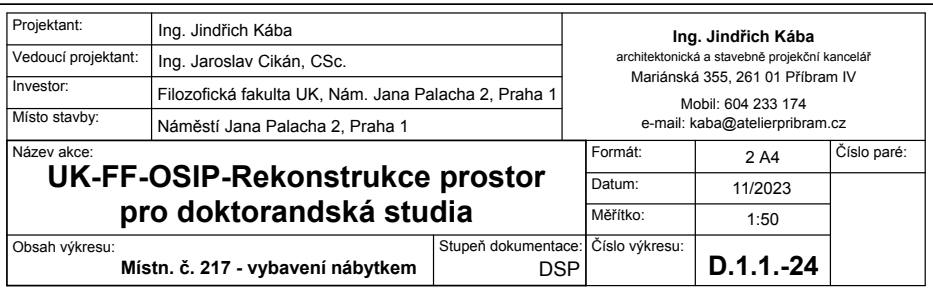 Projektant: Ing. Jindřich Kába
Vedoucí projektant: Ing. Jaroslav Cikán, CSc.
Investor: Filozofická fakulta UK, Nám. Jana Palacha 2, Praha 1
Místo stavby: Náměstí Jana Palacha 2, Praha 1
Ing. Jindřich Kába
architektonická a stavebně projekční kancelář
Mariánská 355, 261 01 Příbram IV
Mobil: 604 233 174
e-mail: kaba@atelierpribram.cz
Název akce:
UK-FF-OSIP-Rekonstrukce prostor
pro doktorandská studia
Formát: 2 A4
Datum: 11/2023
Měřítko: 1:50
Číslo paré:
Obsah výkresu:
Místn. č. 217 - vybavení nábytkem
Stupeň dokumentace:
DSP
Číslo výkresu:
D.1.1.-24